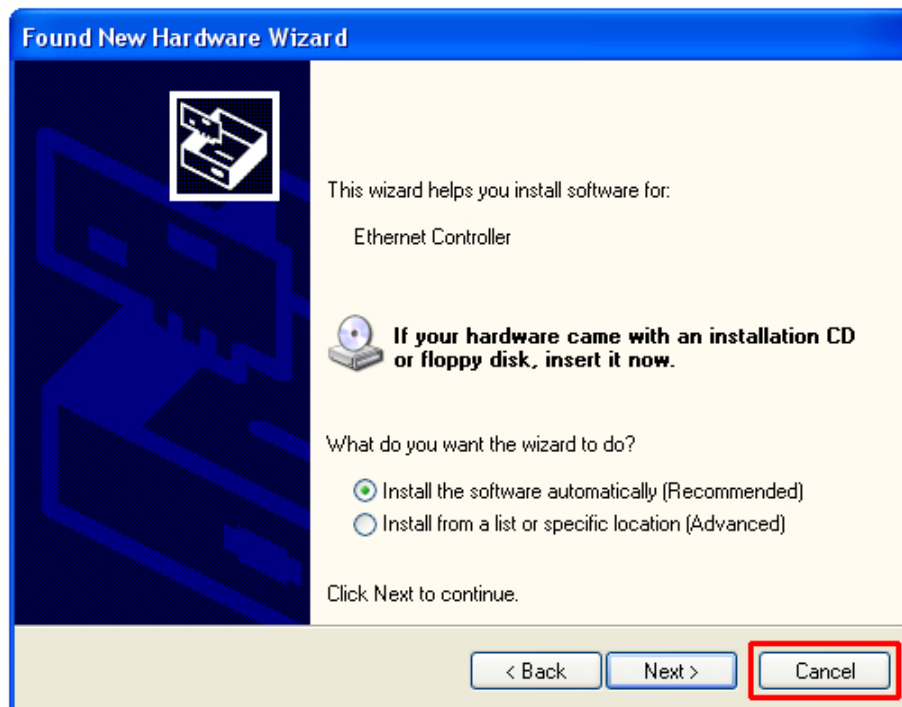 Found New Hardware Wizard
This wizard helps you install software for:
Ethernet Controller
If your hardware came with an installation CD
or floppy disk, insert it now.
What do you want the wizard to do?
Install the software automatically (Recommended)
Install from a list or specific location (Advanced)
Click Next to continue.
< Back Next > Cancel